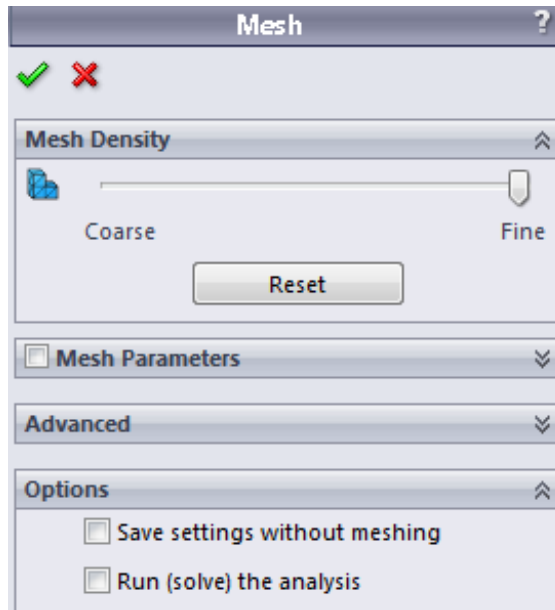 Mesh ?
Mesh Density
Coarse Fine
Reset
Mesh Parameters
Advanced
Options
Save settings without meshing
Run (solve) the analysis